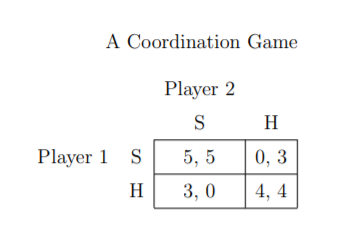 A Coordination Game
Player 2
S H
Player 1 S 5, 5 0, 3
H 3, 0 4, 4